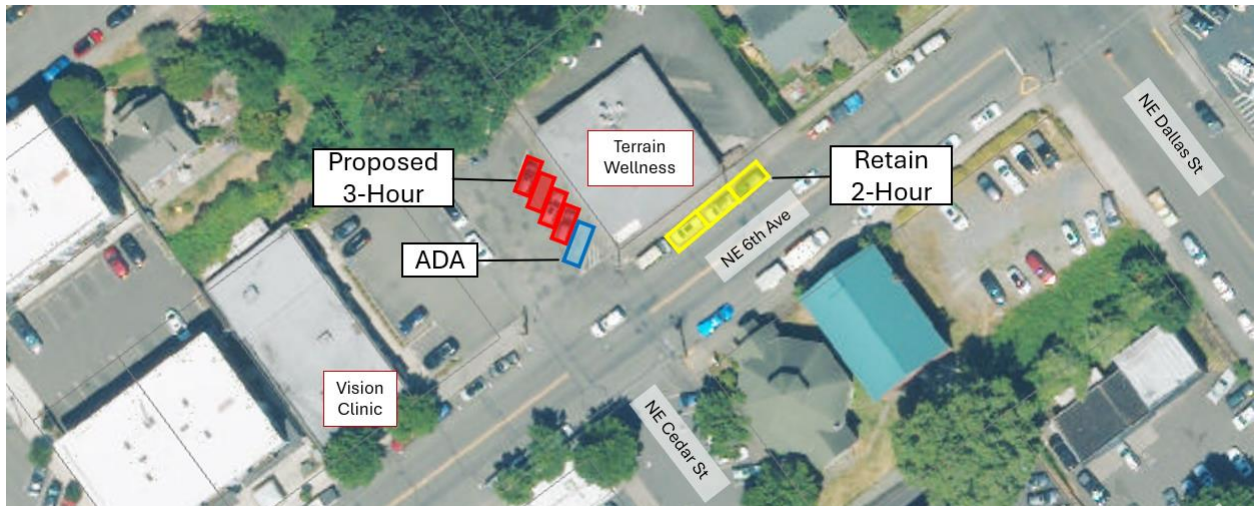 Terrain
Wellness
Proposed
3-Hour
Retain
2-Hour
NE Dallas St
ADA
NE 6th Ave
Vision
Clinic
NE Cedar St